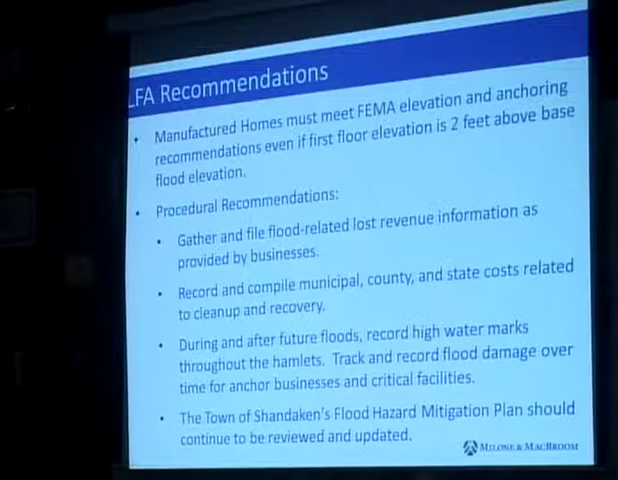 LFA Recommendations
• Manufactured Homes must meet FEMA elevation and anchoring
recommendations even if first floor elevation is 2 feet above base
flood elevation.
• Procedural Recommendations:
• Gather and file flood-related lost revenue information as
provided by businesses.
• Record and compile municipal, county, and state costs related
to cleanup and recovery.
• During and after future floods, record high water marks
throughout the hamlets. Track and record flood damage over
time for anchor businesses and critical facilities.
• The Town of Shandaken's Flood Hazard Mitigation Plan should
continue to be reviewed and updated.
MILONE & MACBROOM